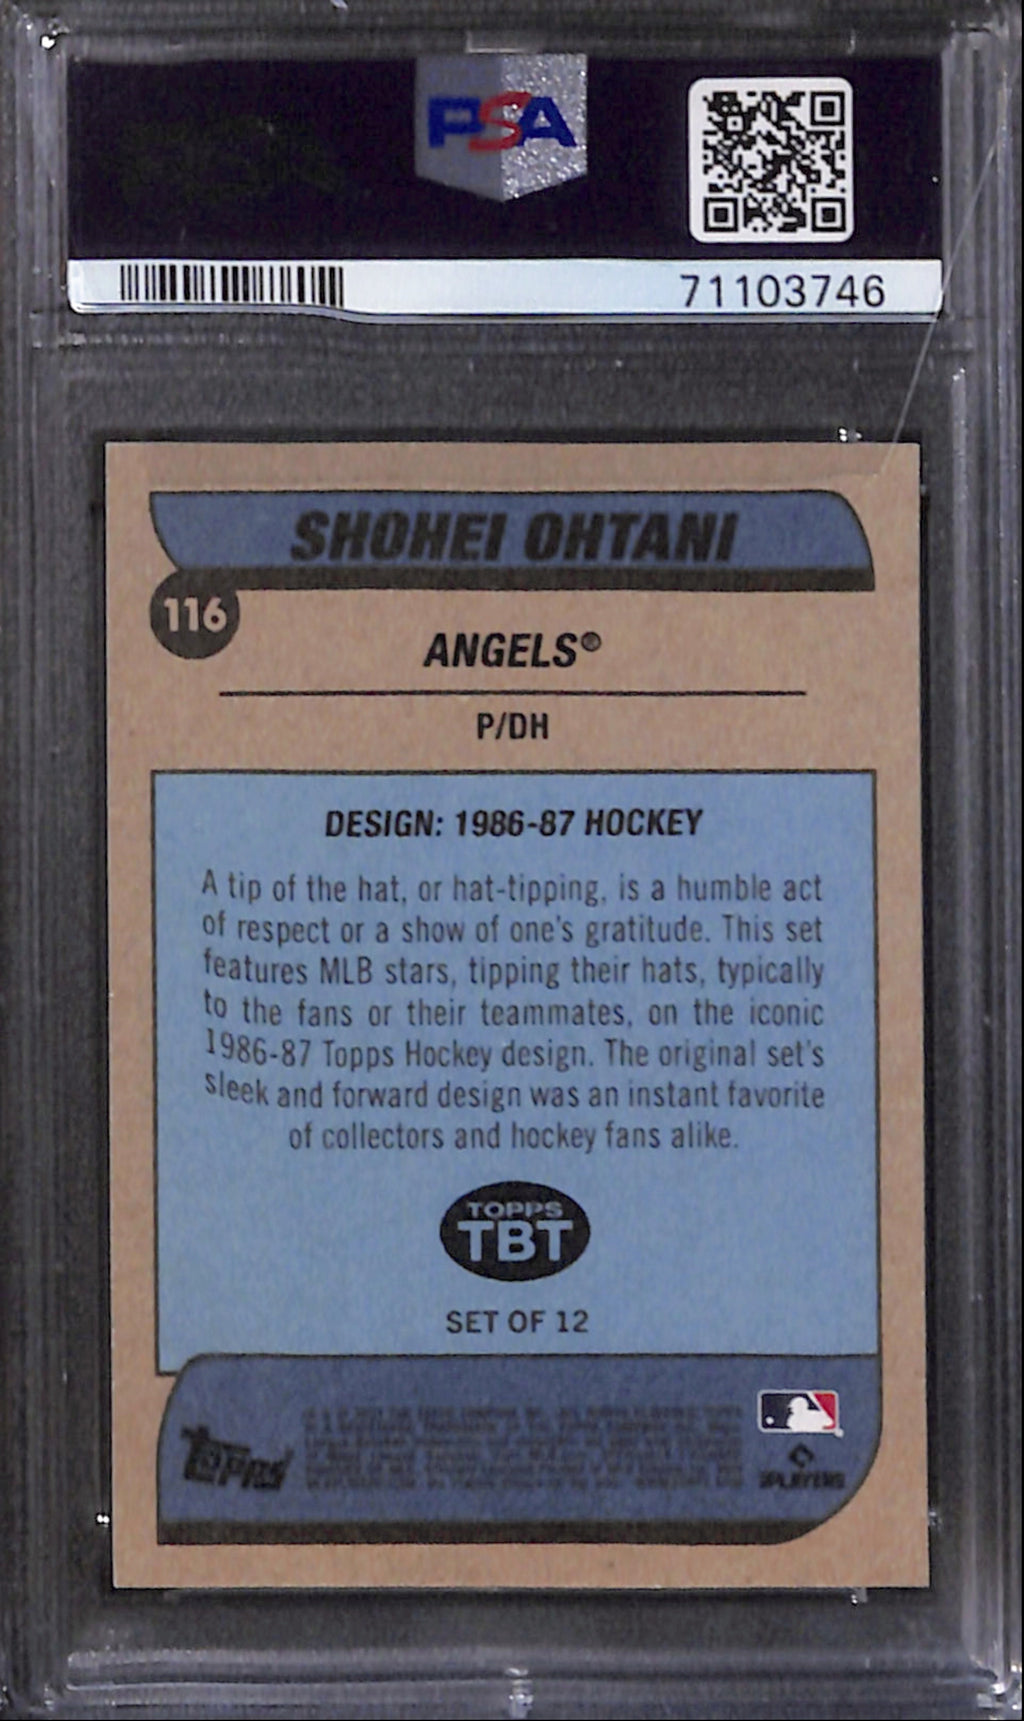 PSA
71103746
SHOHEI OHTANI
116
ANGELS®
P/DH
DESIGN: 1986-87 HOCKEY
A tip of the hat, or hat-tipping, is a humble act
of respect or a show of one's gratitude. This set
features MLB stars, tipping their hats, typically
to the fans or their teammates, on the iconic
1986-87 Topps Hockey design. The original set's
sleek and forward design was an instant favorite
of collectors and hockey fans alike.
TOPPS
TBT
SET OF 12
Topps
PLAYERS